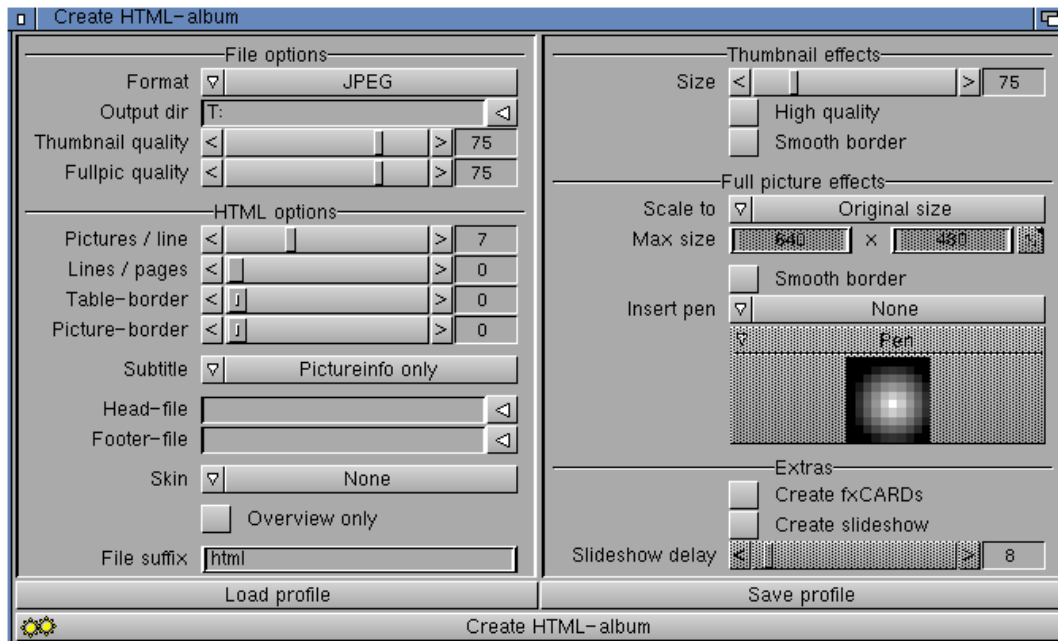 Create HTML-album
File options
Format JPEG
Output dir T:
Thumbnail quality < > 75
Fullpic quality < > 75
HTML options
Pictures / line < > 7
Lines / pages < > 0
Table-border < > 0
Picture-border < > 0
Subtitle Pictureinfo only
Head-file
Footer-file
Skin None
Overview only
File suffix html
Thumbnail effects
Size < > 75
High quality
Smooth border
Full picture effects
Scale to Original size
Max size 640 x 480
Smooth border
Insert pen None
Pen
Extras
Create fxCARDs
Create slideshow
Slideshow delay < > 8
Load profile
Save profile
Create HTML-album